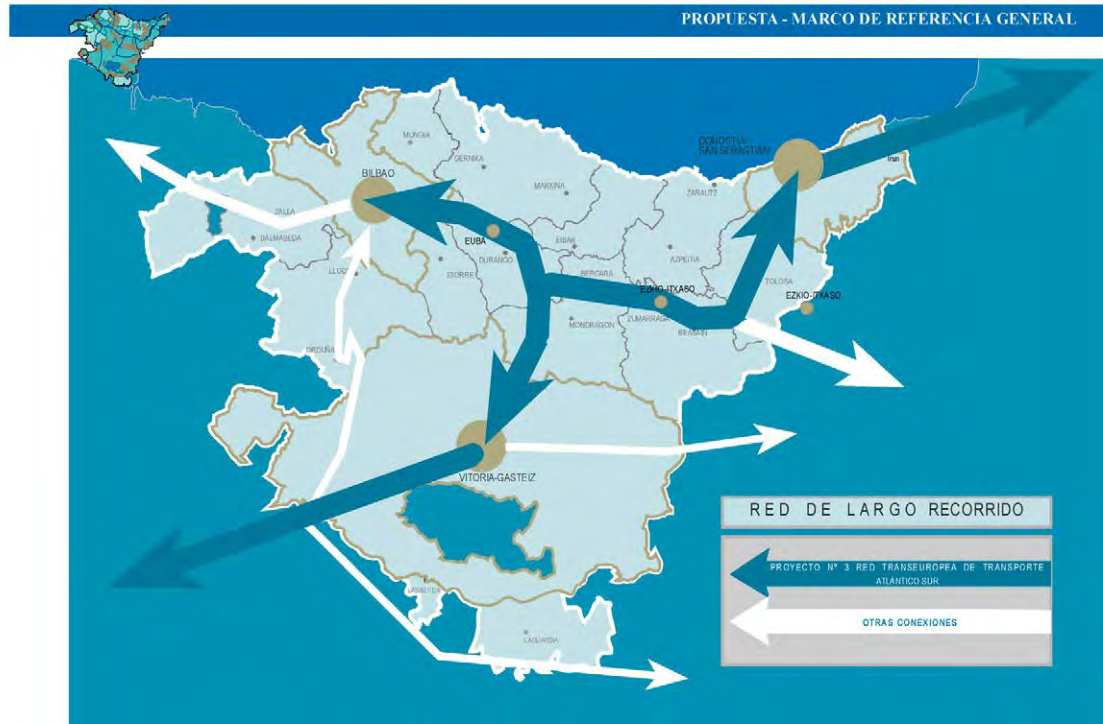 PROPUESTA - MARCO DE REFERENCIA GENERAL
MUNGIA
DONOSTIA-
SAN SEBASTIAN
GERNIKA
Irun
BILBAO
MARKINA
ZARAUTZ
ZALLA
BALMASEDA
EUBA
EIBAR
DURANGO
AZPEITIA
IGORRE
BERGARA
TOLOSA
EZKIO-ITXASO
EZKIO-ITXASO
MONDRAGON
ZUMARRAGA
BEASAIN
ORDUÑA
VITORIA-GASTEIZ
RED DE LARGO RECORRIDO
PROYECTO Nº 3 RED TRANSEUROPEA DE TRANSPORTE
ATLÁNTICO SUR
OTRAS CONEXIONES
LABASTIDA
LAGUARDIA